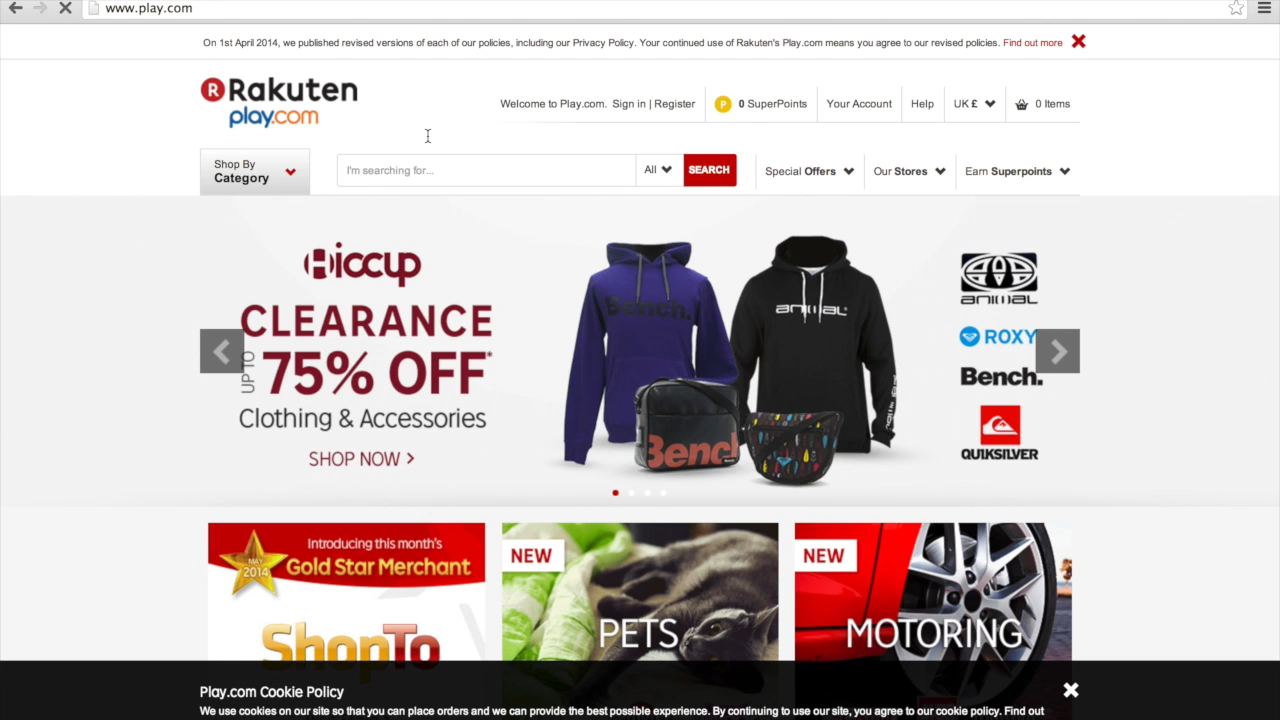 www.play.com
On 1st April 2014, we published revised versions of each of our policies, including our Privacy Policy. Your continued use of Rakuten's Play.com means you agree to our revised policies. Find out more
R Rakuten
play.com
Welcome to Play.com. Sign in | Register
P 0 SuperPoints
Your Account
Help
UK £
0 Items
Shop By
Category
I'm searching for...
All
SEARCH
Special Offers
Our Stores
Earn Superpoints
Hiccup
CLEARANCE
UP TO 75% OFF*
Clothing & Accessories
SHOP NOW >
Bench.
animal
Bench
ANIMAL
ROXY
Bench.
QUIKSILVER
Introducing this month's
MAY
2014
Gold Star Merchant
ShopTo
NEW
PETS
NEW
MOTORING
Play.com Cookie Policy
We use cookies on our site so that you can place orders and we can provide the best possible experience. By continuing to use our site, you agree to our cookie policy. Find out